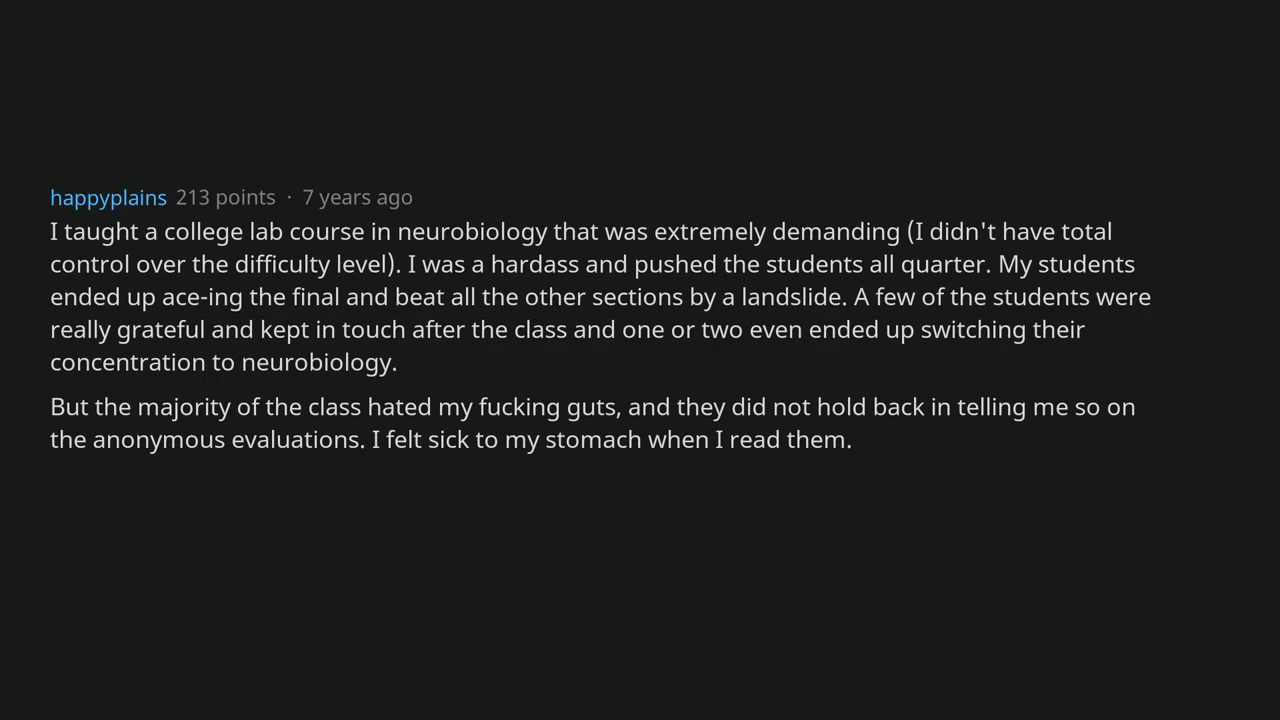 happyplains 213 points · 7 years ago
I taught a college lab course in neurobiology that was extremely demanding (I didn't have total
control over the difficulty level). I was a hardass and pushed the students all quarter. My students
ended up ace-ing the final and beat all the other sections by a landslide. A few of the students were
really grateful and kept in touch after the class and one or two even ended up switching their
concentration to neurobiology.
But the majority of the class hated my fucking guts, and they did not hold back in telling me so on
the anonymous evaluations. I felt sick to my stomach when I read them.